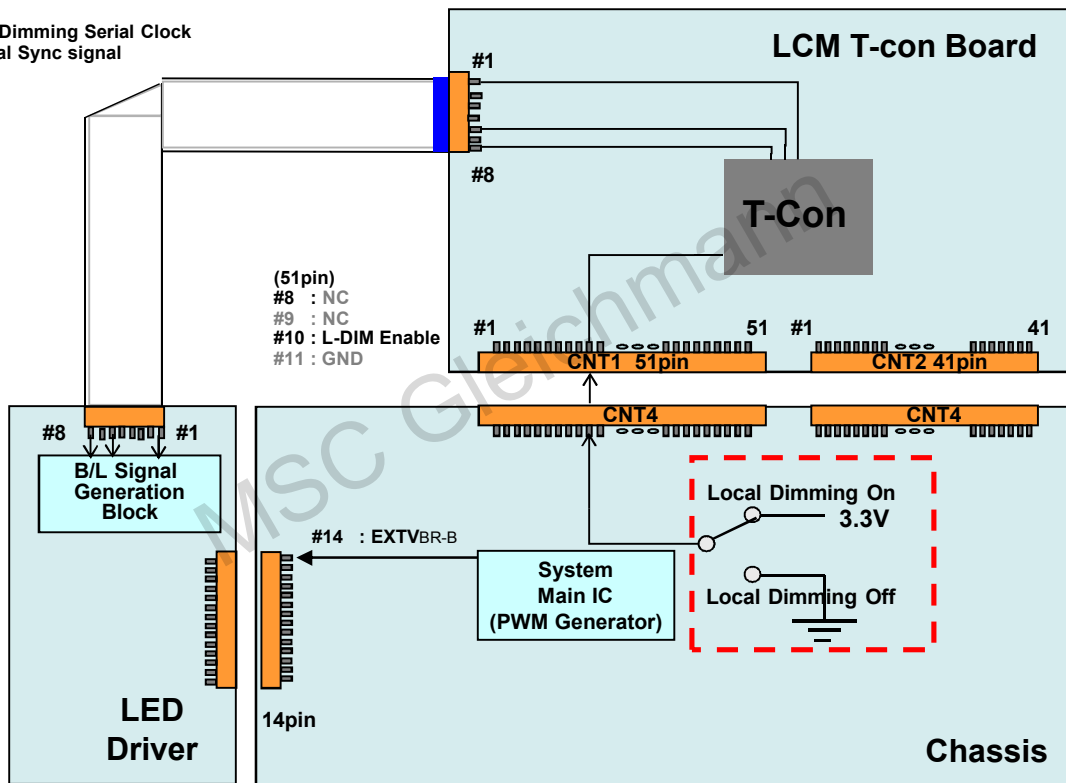 Dimming Serial Clock
al Sync signal
LCM T-con Board
#1
#8
T-Con
(51pin)
#8 : NC
#9 : NC
#10 : L-DIM Enable
#11 : GND
#1
51
#1
41
CNT1 51pin
CNT2 41pin
CNT4
CNT4
#8
#1
B/L Signal
Generation
Block
Local Dimming On
3.3V
#14 : EXTVBR-B
System
Main IC
(PWM Generator)
Local Dimming Off
LED
Driver
14pin
Chassis
MSC Gleichmann